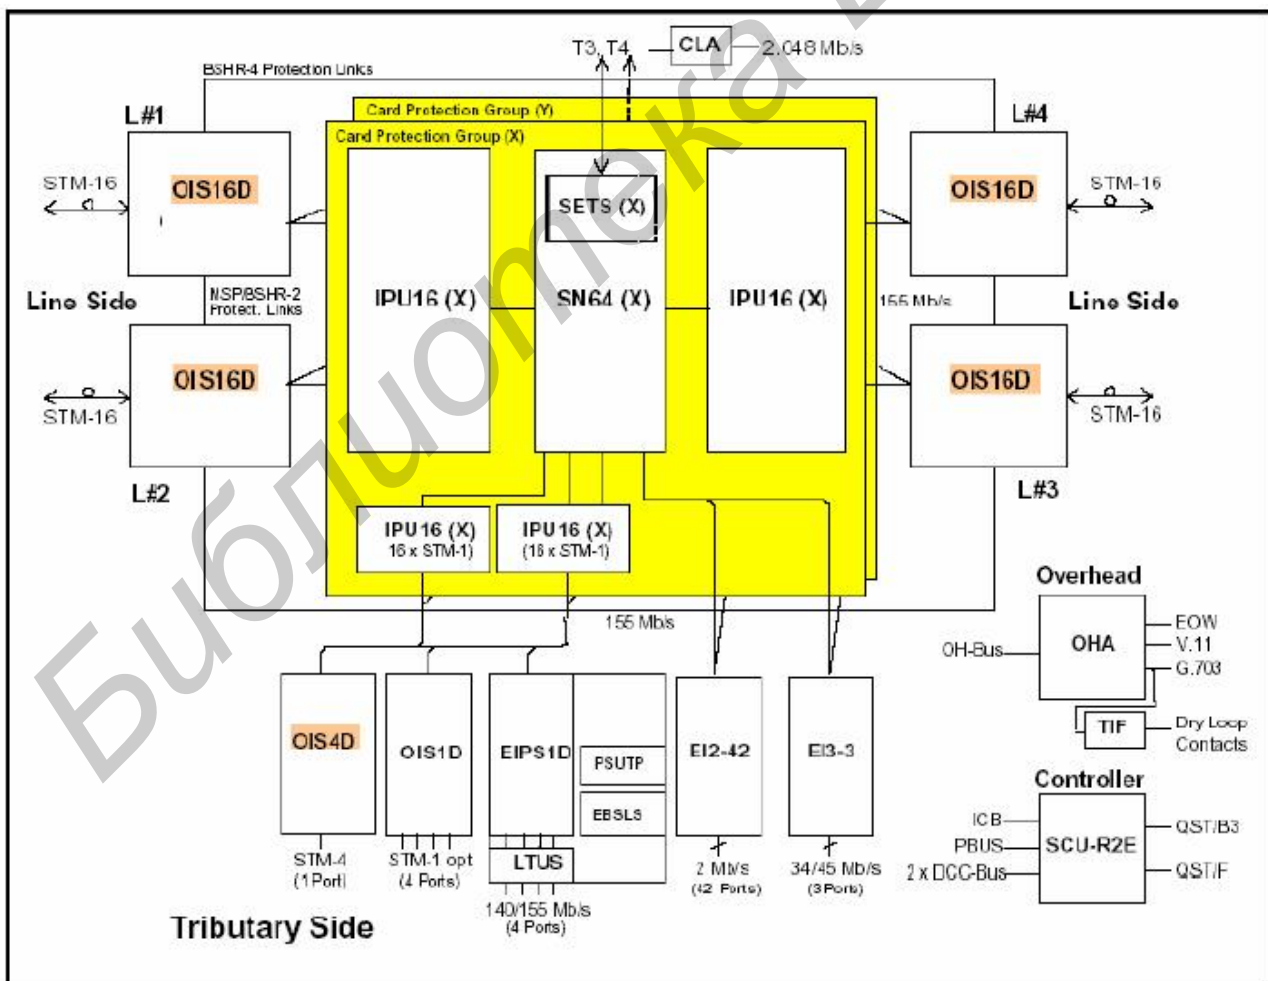 T3, T4
CLA
2.048 Mb/s
BSHR-4 Protection Links
L#1
L#4
Card Protection Group (Y)
Card Protection Group (X)
STM-16
OIS16D
SETS (X)
OIS16D
STM-16
IPU16 (X)
SN64 (X)
IPU16 (X)
Line Side
MSP/BSHR-2
Protect. Links
155 Mb/s
Line Side
OIS16D
OIS16D
STM-16
STM-16
L#2
L#3
IPU16 (X)
16 x STM-1)
IPU16 (X)
(16 x STM-1)
155 Mb/s
Overhead
OH-Bus
OHA
EOW
V.11
G.703
TIF
Dry Loop
Contacts
OIS4D
OIS1D
EIPS1D
PSUTP
EBSLS
EI2-42
EI3-3
LTUS
STM-4
(1 Port)
STM-1 opt
(4 Ports)
140/155 Mb/s
(4 Ports)
2 Mb/s
(42 Ports)
34/45 Mb/s
(3 Ports)
Controller
ICB
PBUS
2 x DCC-Bus
SCU-R2E
QST/B3
QST/F
Tributary Side
Библиотека